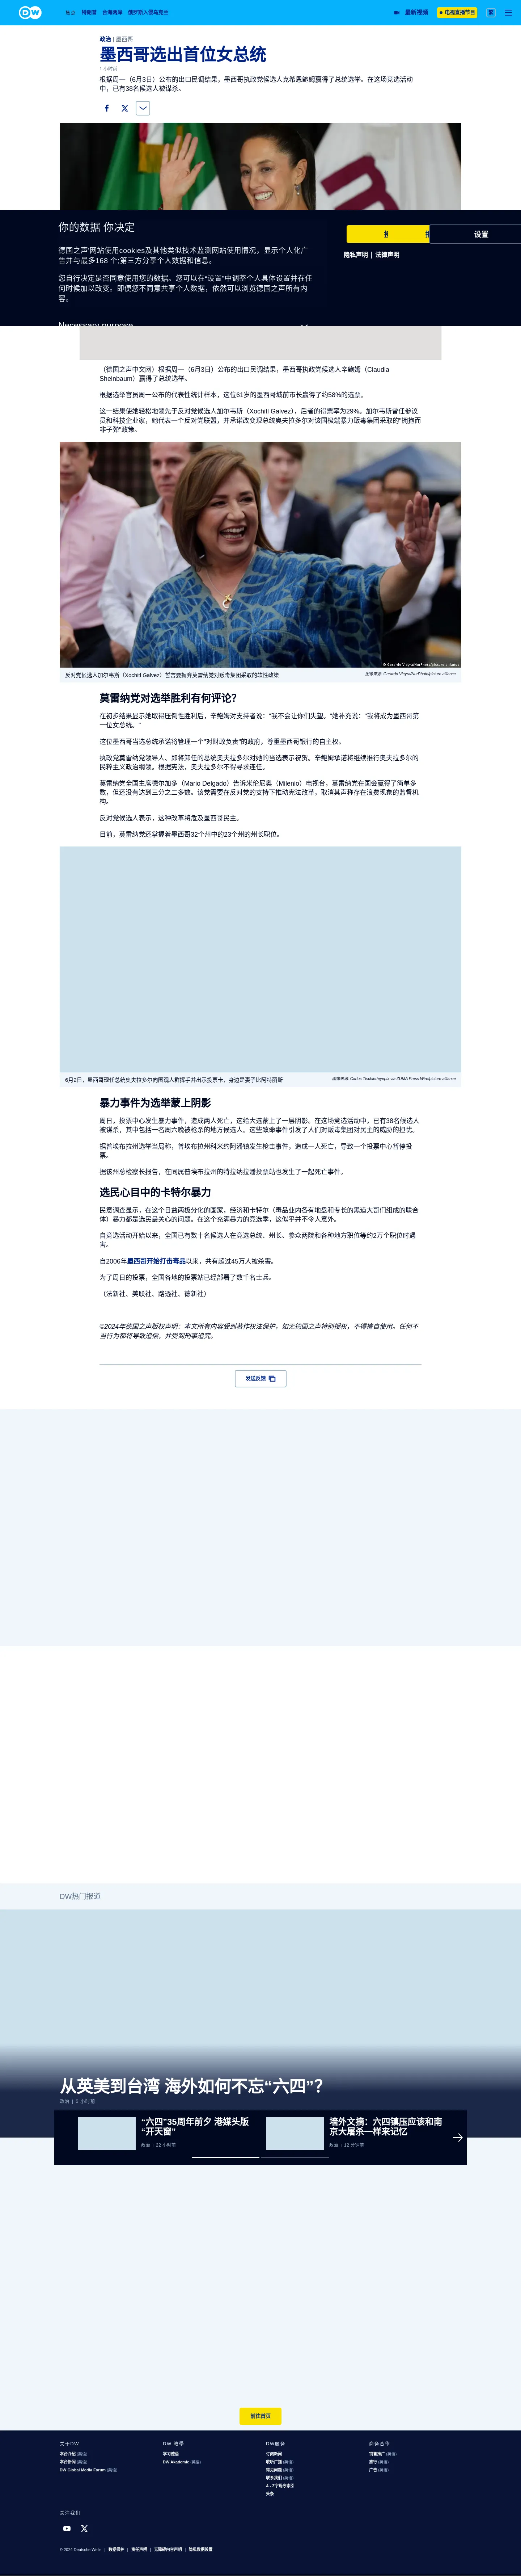 DW
焦点 特朗普 台海两岸 俄罗斯入侵乌克兰
最新视频
电视直播节目
繁
政治 | 墨西哥
墨西哥选出首位女总统
1 小时前
根据周一（6月3日）公布的出口民调结果，墨西哥执政党候选人克希恩鲍姆赢得了总统选举。在这场竞选活动中，已有38名候选人被谋杀。
你的数据 你决定
德国之声'网站使用cookies及其他类似技术监测网站使用情况，显示个人化广告并与最多168 个;第三方分享个人数据和信息。
您自行决定是否同意使用您的数据。您可以在“设置”中调整个人具体设置并在任何时候加以改变。即便您不同意共享个人数据，依然可以浏览德国之声所有内容。
Necessary purpose
设置
隐私声明 | 法律声明
（德国之声中文网）根据周一（6月3日）公布的出口民调结果，墨西哥执政党候选人辛鲍姆（Claudia Sheinbaum）赢得了总统选举。
根据选举官员周一公布的代表性统计样本，这位61岁的墨西哥城前市长赢得了约58%的选票。
这一结果使她轻松地领先于反对党候选人加尔韦斯（Xochitl Galvez），后者的得票率为29%。加尔韦斯曾任参议员和科技企业家，她代表一个反对党联盟，并承诺改变现总统奥夫拉多尔对该国极端暴力贩毒集团采取的“拥抱而非子弹”政策。
© Gerardo Vieyra/NurPhoto/picture alliance
反对党候选人加尔韦斯（Xochitl Galvez）誓言要摒弃莫雷纳党对贩毒集团采取的软性政策
图像来源: Gerardo Vieyra/NurPhoto/picture alliance
莫雷纳党对选举胜利有何评论？
在初步结果显示她取得压倒性胜利后，辛鲍姆对支持者说：“我不会让你们失望。”她补充说：“我将成为墨西哥第一位女总统。”
这位墨西哥当选总统承诺将管理一个“对财政负责”的政府，尊重墨西哥银行的自主权。
执政党莫雷纳党领导人、即将卸任的总统奥夫拉多尔对她的当选表示祝贺。辛鲍姆承诺将继续推行奥夫拉多尔的民粹主义政治纲领。根据宪法，奥夫拉多尔不得寻求连任。
莫雷纳党全国主席德尔加多（Mario Delgado）告诉米伦尼奥（Milenio）电视台，莫雷纳党在国会赢得了简单多数，但还没有达到三分之二多数。该党需要在反对党的支持下推动宪法改革，取消其声称存在浪费现象的监督机构。
反对党候选人表示，这种改革将危及墨西哥民主。
目前，莫雷纳党还掌握着墨西哥32个州中的23个州的州长职位。
6月2日，墨西哥现任总统奥夫拉多尔向围观人群挥手并出示投票卡，身边是妻子比阿特丽斯
图像来源: Carlos Tischler/eyepix via ZUMA Press Wire/picture alliance
暴力事件为选举蒙上阴影
周日，投票中心发生暴力事件，造成两人死亡，这给大选蒙上了一层阴影。在这场竞选活动中，已有38名候选人被谋杀，其中包括一名周六晚被枪杀的地方候选人。这些致命事件引发了人们对贩毒集团对民主的威胁的担忧。
据普埃布拉州选举当局称，普埃布拉州科米约阿潘镇发生枪击事件，造成一人死亡，导致一个投票中心暂停投票。
据该州总检察长报告，在同属普埃布拉州的特拉纳拉潘投票站也发生了一起死亡事件。
选民心目中的卡特尔暴力
民意调查显示，在这个日益两极分化的国家，经济和卡特尔（毒品业内各有地盘和专长的黑道大哥们组成的联合体）暴力都是选民最关心的问题。在这个充满暴力的竞选季，这似乎并不令人意外。
自竞选活动开始以来，全国已有数十名候选人在竞选总统、州长、参众两院和各种地方职位等约2万个职位时遇害。
自2006年墨西哥开始打击毒品以来，共有超过45万人被杀害。
为了周日的投票，全国各地的投票站已经部署了数千名士兵。
（法新社、美联社、路透社、德新社）
©2024年德国之声版权声明：本文所有内容受到著作权法保护，如无德国之声特别授权，不得擅自使用。任何不当行为都将导致追偿，并受到刑事追究。
发送反馈
DW热门报道
从英美到台湾 海外如何不忘“六四”？
政治 | 5 小时前
“六四”35周年前夕 港媒头版“开天窗”
政治 | 22 小时前
墙外文摘：六四镇压应该和南京大屠杀一样来记忆
政治 | 12 分钟前
前往首页
关于DW
本台介绍 (英语)
本台新闻 (英语)
DW Global Media Forum (英语)
DW 教学
学习德语
DW Akademie (英语)
DW服务
订阅新闻
收听广播 (英语)
常见问题 (英语)
联系我们 (英语)
A - Z字母序索引
头条
商务合作
销售推广 (英语)
旅行 (英语)
广告 (英语)
关注我们
© 2024 Deutsche Welle | 数据保护 | 责任声明 | 无障碍内容声明 | 隐私数据设置